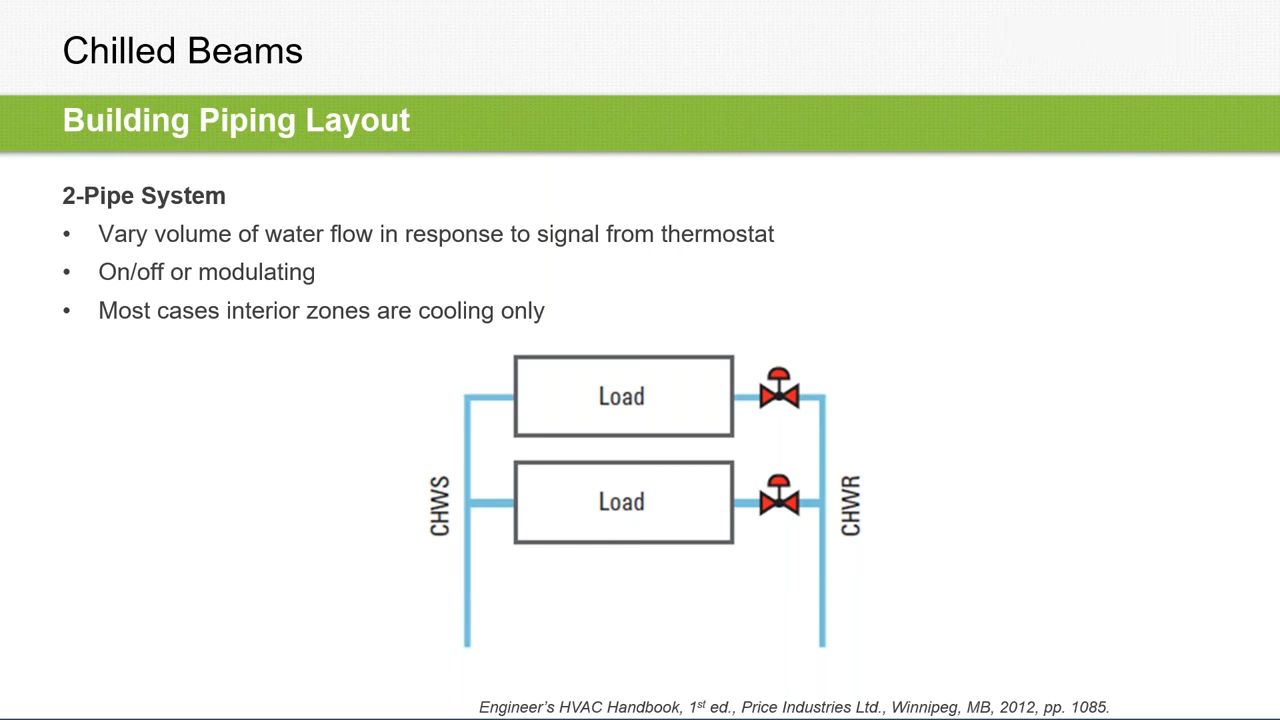 Chilled Beams
Building Piping Layout
2-Pipe System
• Vary volume of water flow in response to signal from thermostat
• On/off or modulating
• Most cases interior zones are cooling only
Load
Load
CHWS
CHWR
Engineer's HVAC Handbook, 1st ed., Price Industries Ltd., Winnipeg, MB, 2012, pp. 1085.